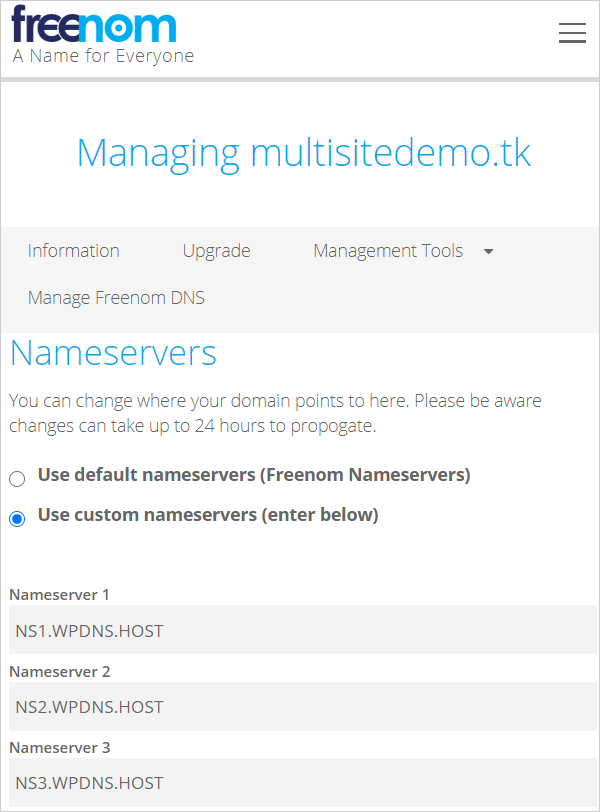 freenom
A Name for Everyone
Managing multisitedemo.tk
Information Upgrade Management Tools
Manage Freenom DNS
Nameservers
You can change where your domain points to here. Please be aware
changes can take up to 24 hours to propogate.
Use default nameservers (Freenom Nameservers)
Use custom nameservers (enter below)
Nameserver 1
NS1.WPDNS.HOST
Nameserver 2
NS2.WPDNS.HOST
Nameserver 3
NS3.WPDNS.HOST